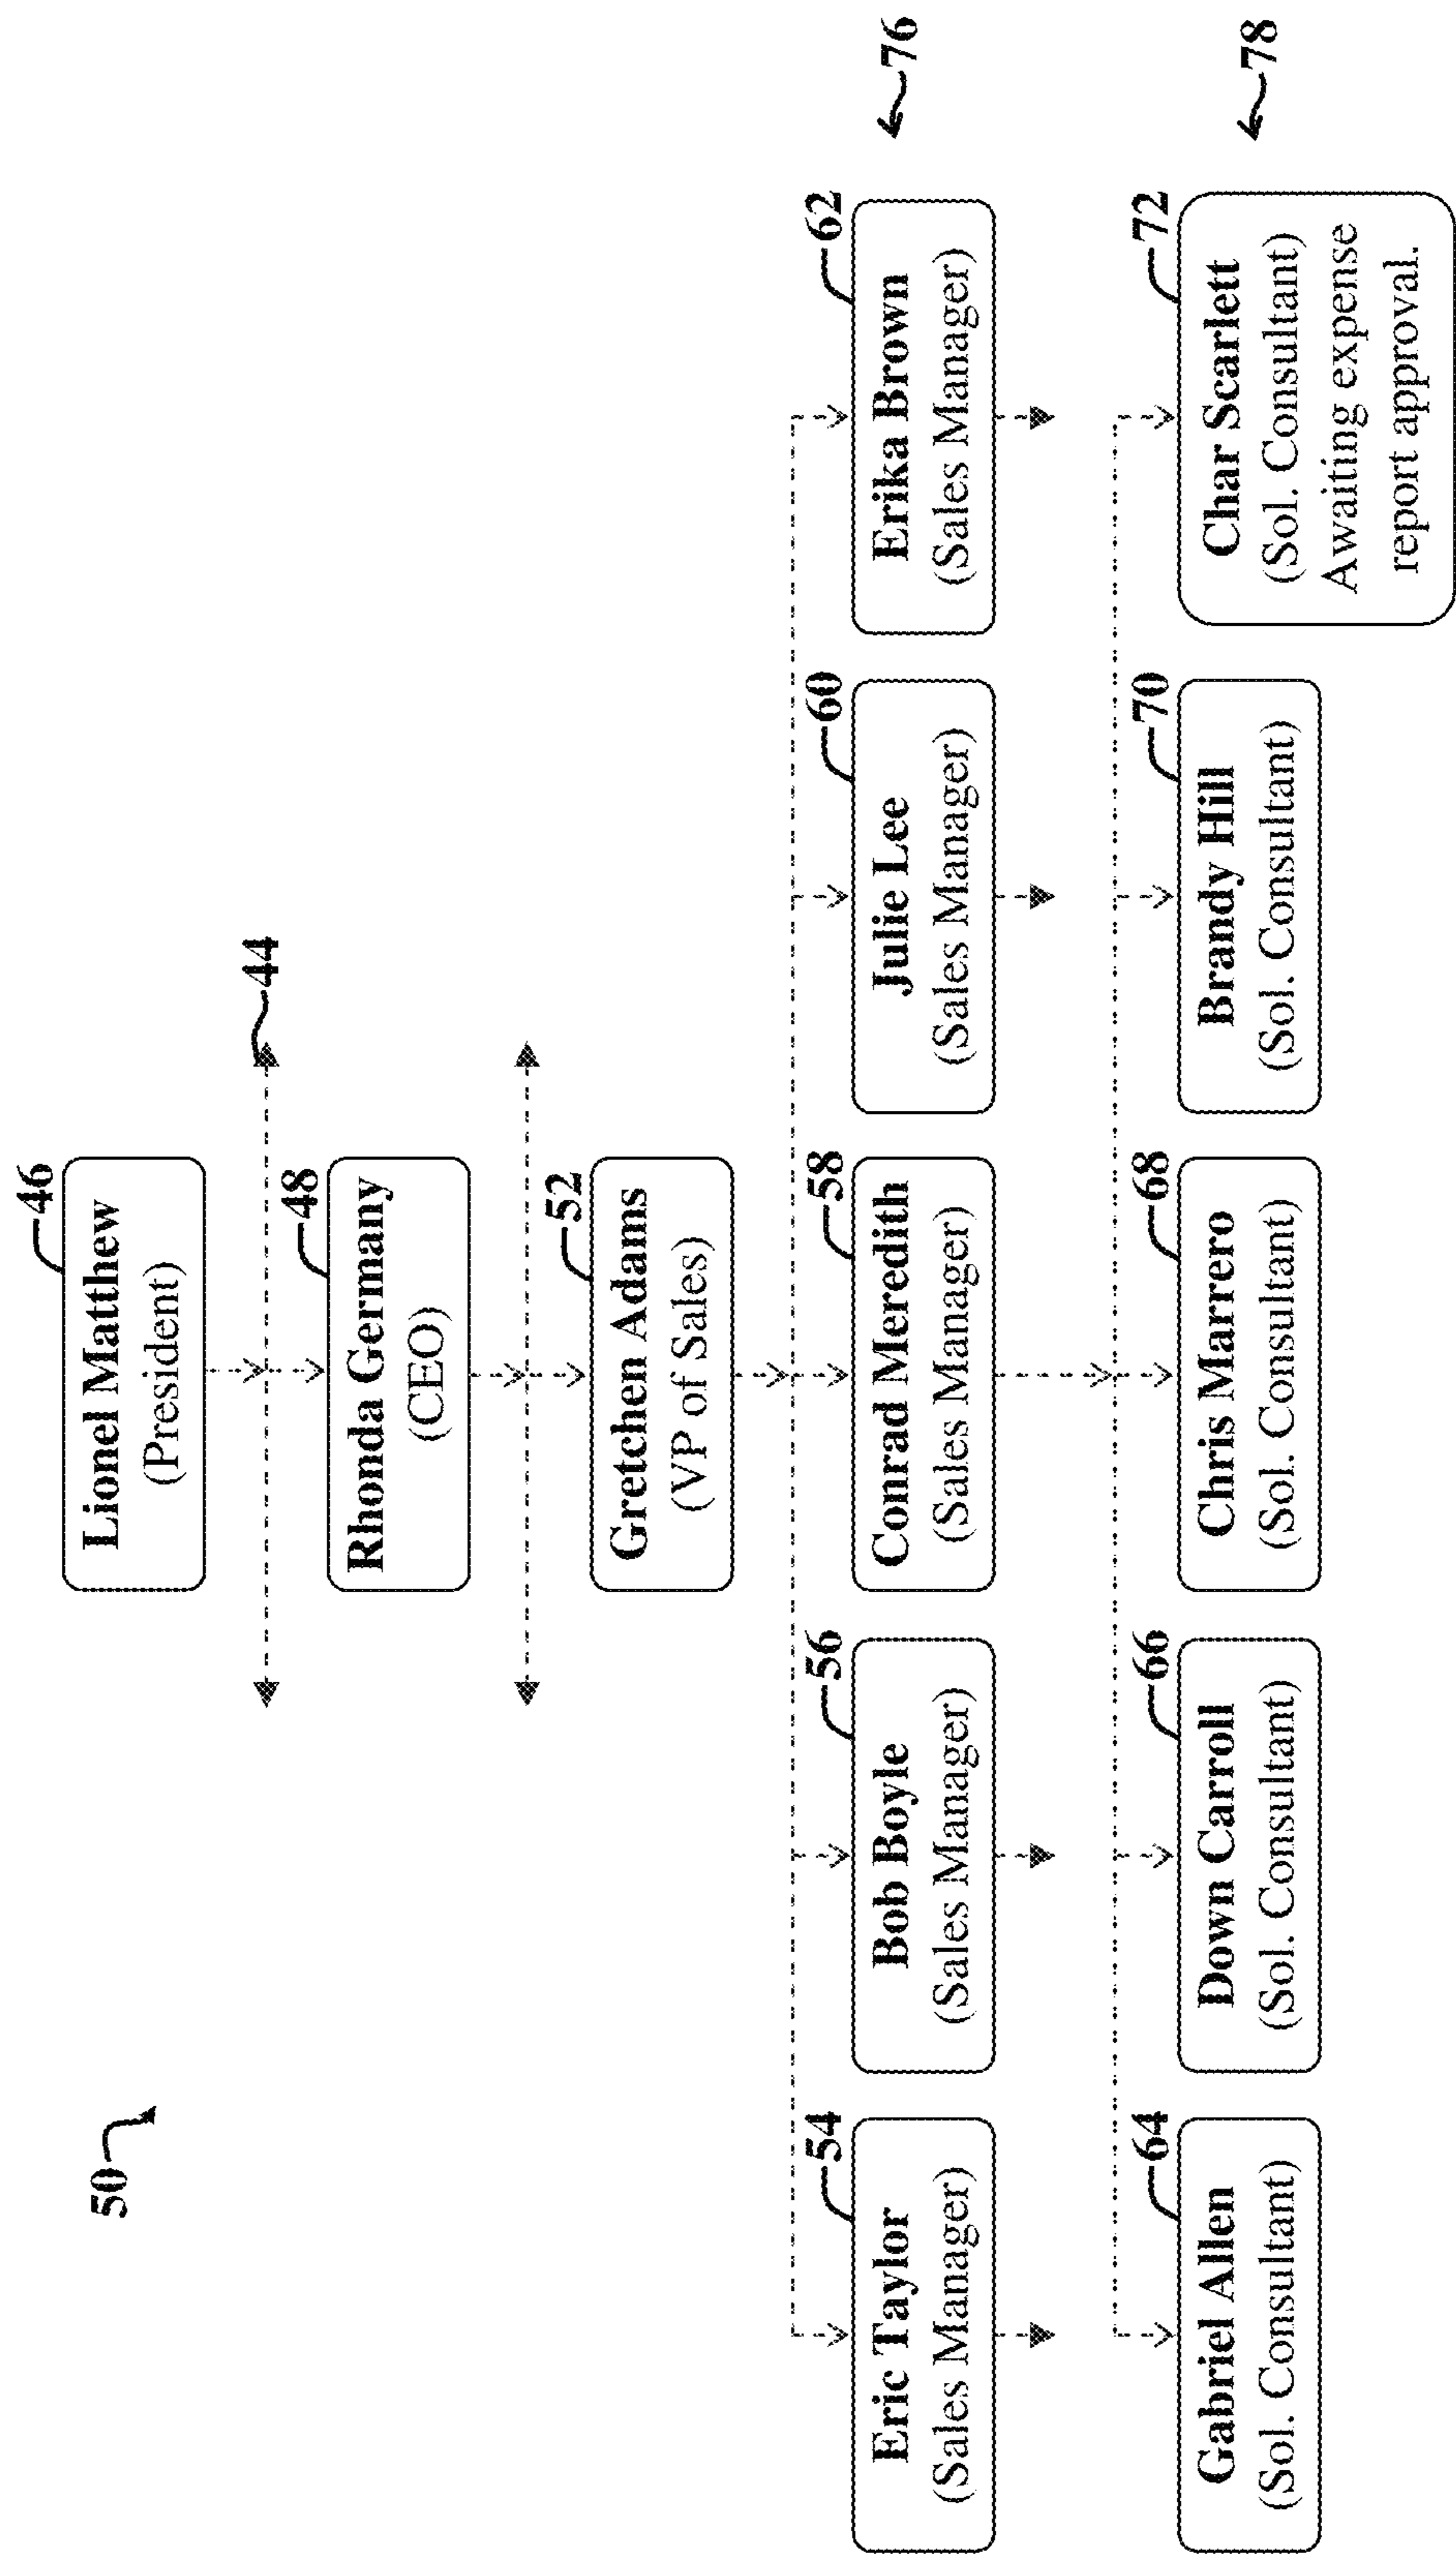 50
46
Lionel Matthew
(President)
44
48
Rhonda Germany
(CEO)
52
Gretchen Adams
(VP of Sales)
54
Eric Taylor
(Sales Manager)
56
Bob Boyle
(Sales Manager)
58
Conrad Meredith
(Sales Manager)
60
Julie Lee
(Sales Manager)
62
Erika Brown
(Sales Manager)
76
64
Gabriel Allen
(Sol. Consultant)
66
Down Carroll
(Sol. Consultant)
68
Chris Marrero
(Sol. Consultant)
70
Brandy Hill
(Sol. Consultant)
72
Char Scarlett
(Sol. Consultant)
Awaiting expense
report approval.
78